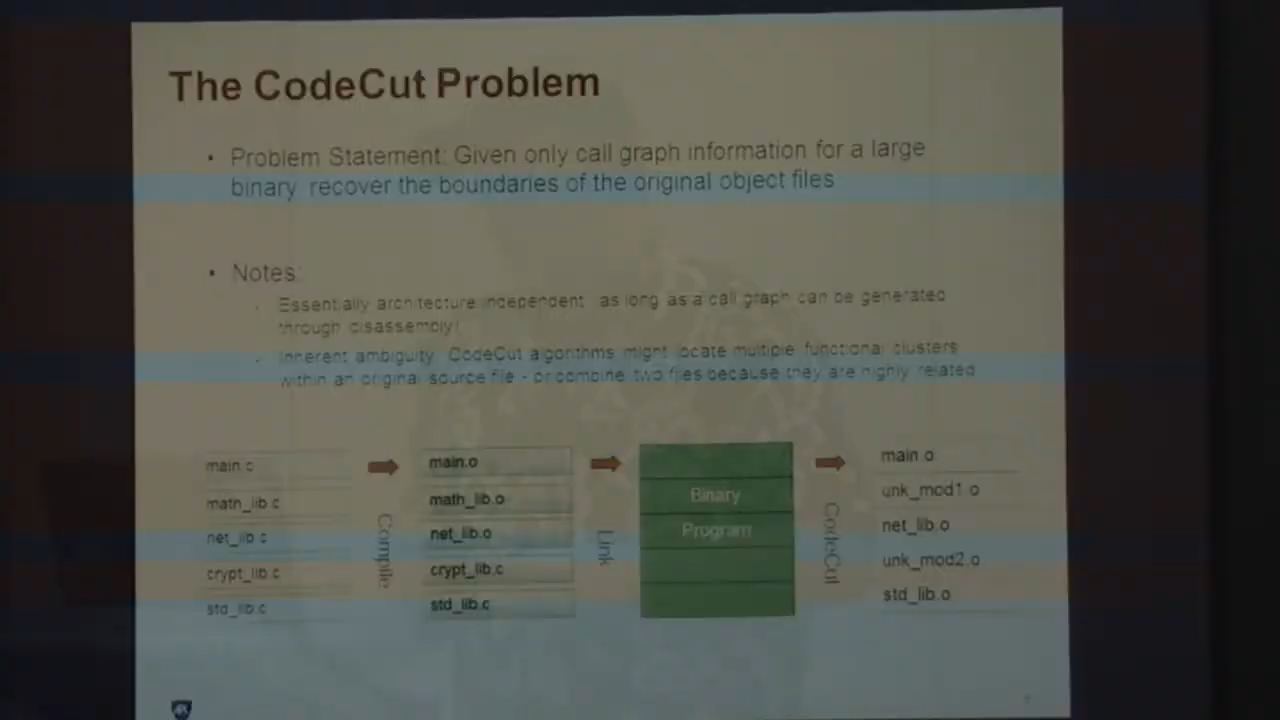 The CodeCut Problem
• Problem Statement: Given only call graph information for a large
binary recover the boundaries of the original object files
• Notes:
Essentially architecture independent as long as a call graph can be generated
through disassembly!
Inherent ambiguity CodeCut algorithms might locate multiple functional clusters
within an original source file - or combine two files because they are highly related
main.c
math_lib.c
net_lib.c
crypt_lib.c
std_lib.c
Compile
main.o
math_lib.o
net_lib.o
crypt_lib.c
std_lib.c
Link
Binary
Program
CodeCut
main.o
unk_mod1.o
net_lib.o
unk_mod2.o
std_lib.o